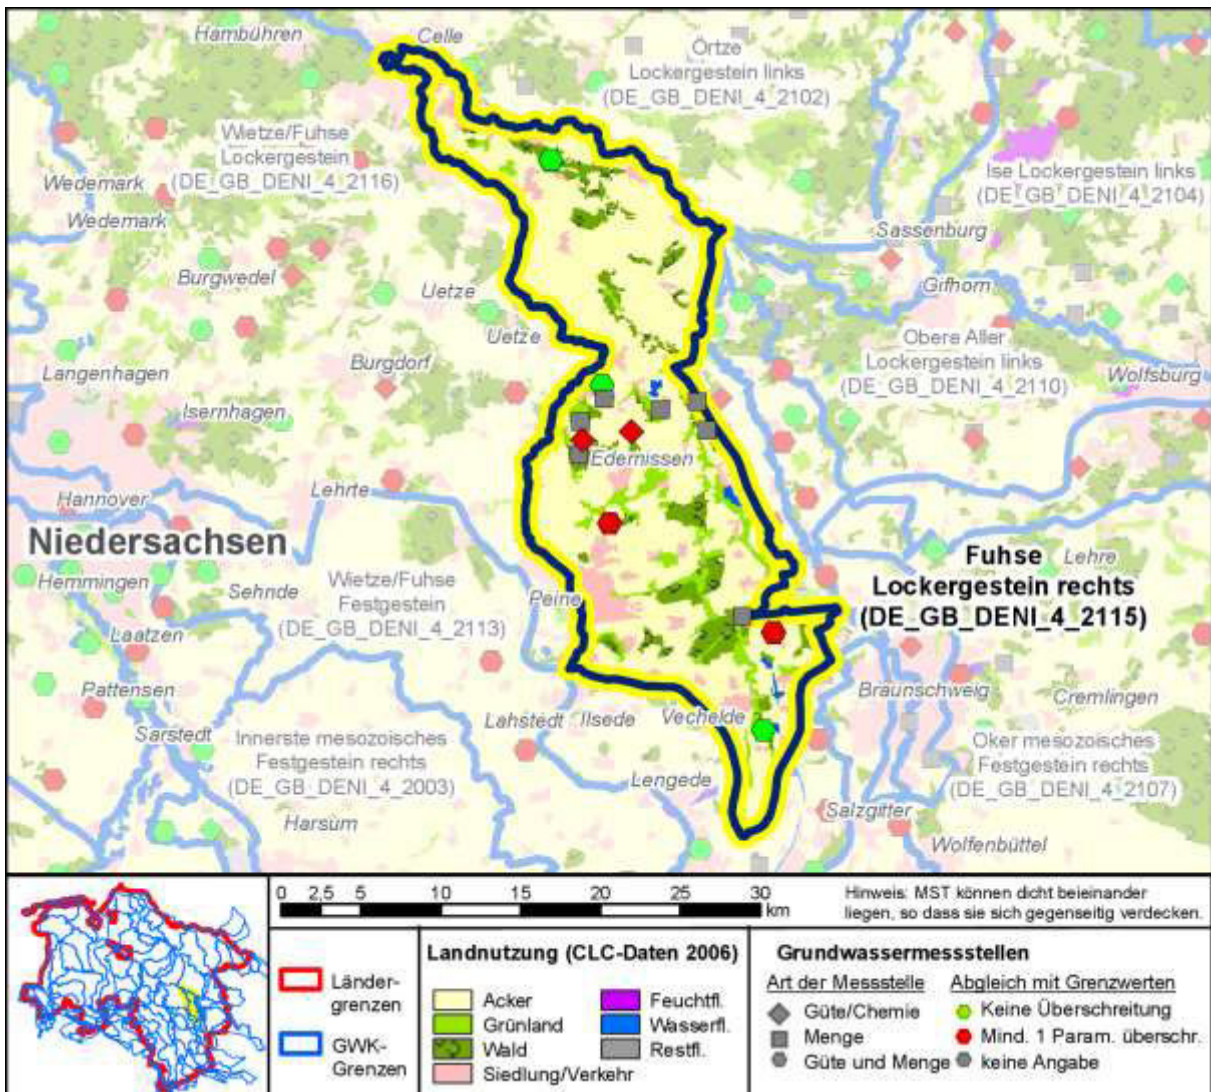 Hambühren
Celle
Örtze
Lockergestein links
(DE_GB_DENI_4_2102)
Wietze/Fuhse
Lockergestein
(DE_GB_DENI_4_2116)
Wedemark
Wedemark
Ise Lockergestein links
(DE_GB_DENI_4_2104)
Sassenburg
Burgwedel
Uetze
Gifhorn
Uetze
Obere Aller
Lockergestein links
(DE_GB_DENI_4_2110)
Burgdorf
Langenhagen
Wolfsburg
Isernhagen
Edemissen
Hannover
Lehrte
Niedersachsen
Fuhse
Lockergestein rechts
(DE_GB_DENI_4_2115)
Lehre
Hemmingen
Sehnde
Wietze/Fuhse
Festgestein
(DE_GB_DENI_4_2113)
Peine
Laatzen
Pattensen
Braunschweig
Cremlingen
Sarstedt
Lahstedt
Ilsede
Vechelde
Innerste mesozoisches
Festgestein rechts
(DE_GB_DENI_4_2003)
Oker mesozoisches
Festgestein rechts
(DE_GB_DENI_4_2107)
Lengede
Harsum
Salzgitter
Wolfenbüttel
0 2,5 5 10 15 20 25 30
km
Hinweis: MST können dicht beieinander
liegen, so dass sie sich gegenseitig verdecken.
Länder-
grenzen
GWK-
Grenzen
Landnutzung (CLC-Daten 2006)
Acker
Grünland
Wald
Siedlung/Verkehr
Feuchtfl.
Wasserfl.
Restfl.
Grundwassermessstellen
Art der Messstelle
Güte/Chemie
Menge
Güte und Menge
Abgleich mit Grenzwerten
Keine Überschreitung
Mind. 1 Param. überschr.
keine Angabe